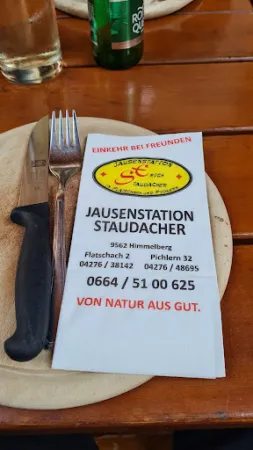 EINKEHR BEI FREUNDEN
JAUSENSTATION
STAUDACHER
JAUSENSTATION
STAUDACHER
9562 Himmelberg
Flatschach 2 Pichlern 32
04276 / 38142 04276 / 48695
0664 / 51 00 625
VON NATUR AUS GUT.